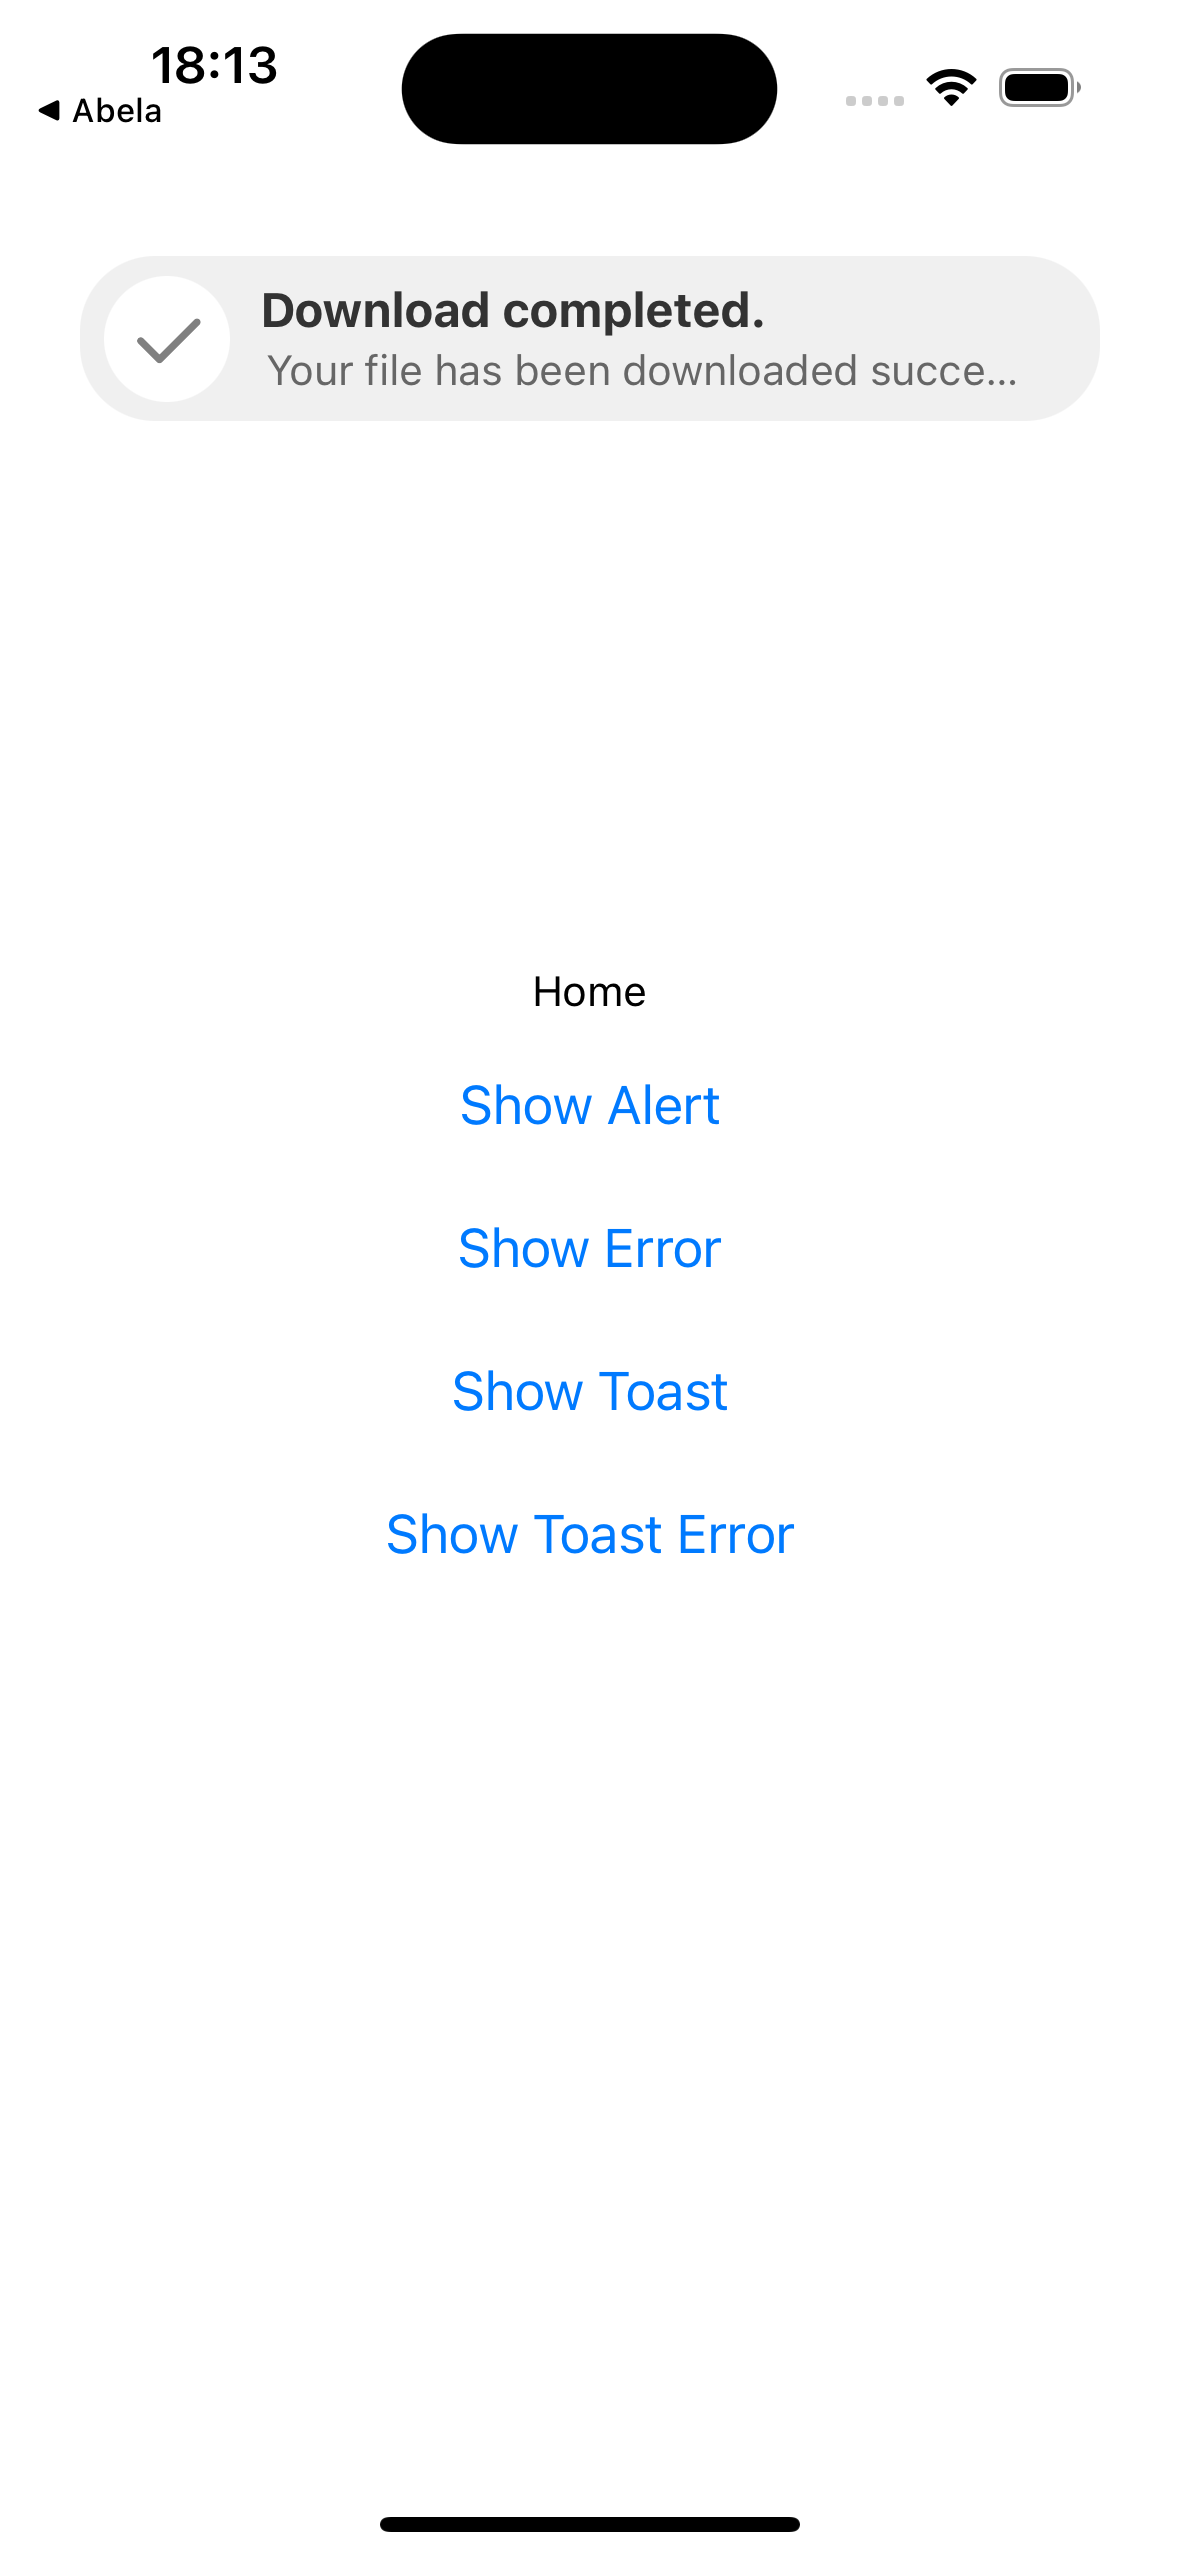 18:13
◀ Abela
Download completed.
Your file has been downloaded succe...
Home
Show Alert
Show Error
Show Toast
Show Toast Error